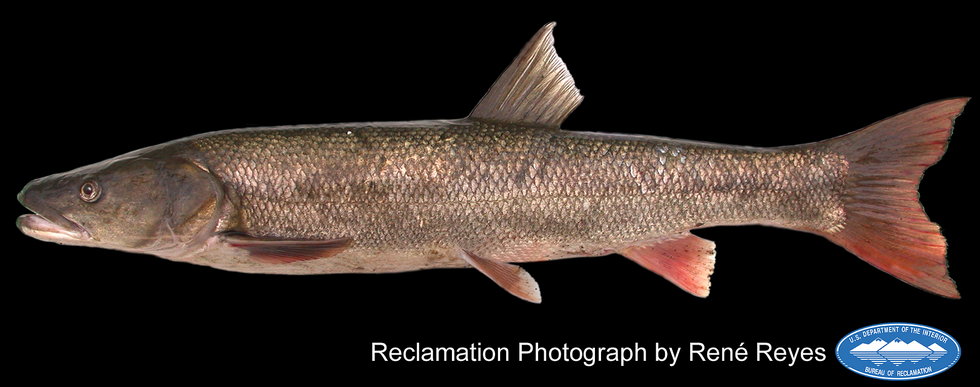 Reclamation Photograph by René Reyes
U.S. DEPARTMENT OF THE INTERIOR
BUREAU OF RECLAMATION